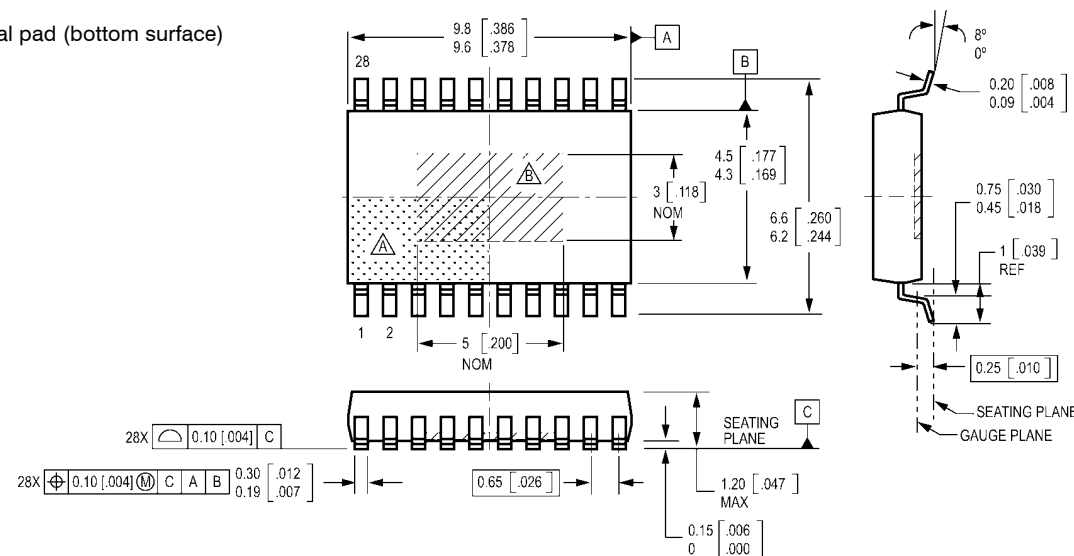 al pad (bottom surface)
9.8 [.386
9.6 .378]
A
28
B
8º
0º
0.20 [.008
0.09 .004]
4.5 [.177
4.3 .169]
B
3 [.118]
NOM
6.6 [.260
6.2 .244]
0.75 [.030
0.45 .018]
A
1 [.039]
REF
1 2
5 [.200]
NOM
0.25 [.010]
SEATING PLANE
GAUGE PLANE
SEATING
PLANE
C
28X ⌓ 0.10 [.004] C
28X ⌖ 0.10 [.004] Ⓜ C A B
0.30 [.012
0.19 .007]
0.65 [.026]
1.20 [.047]
MAX
0.15 [.006
0 .000]